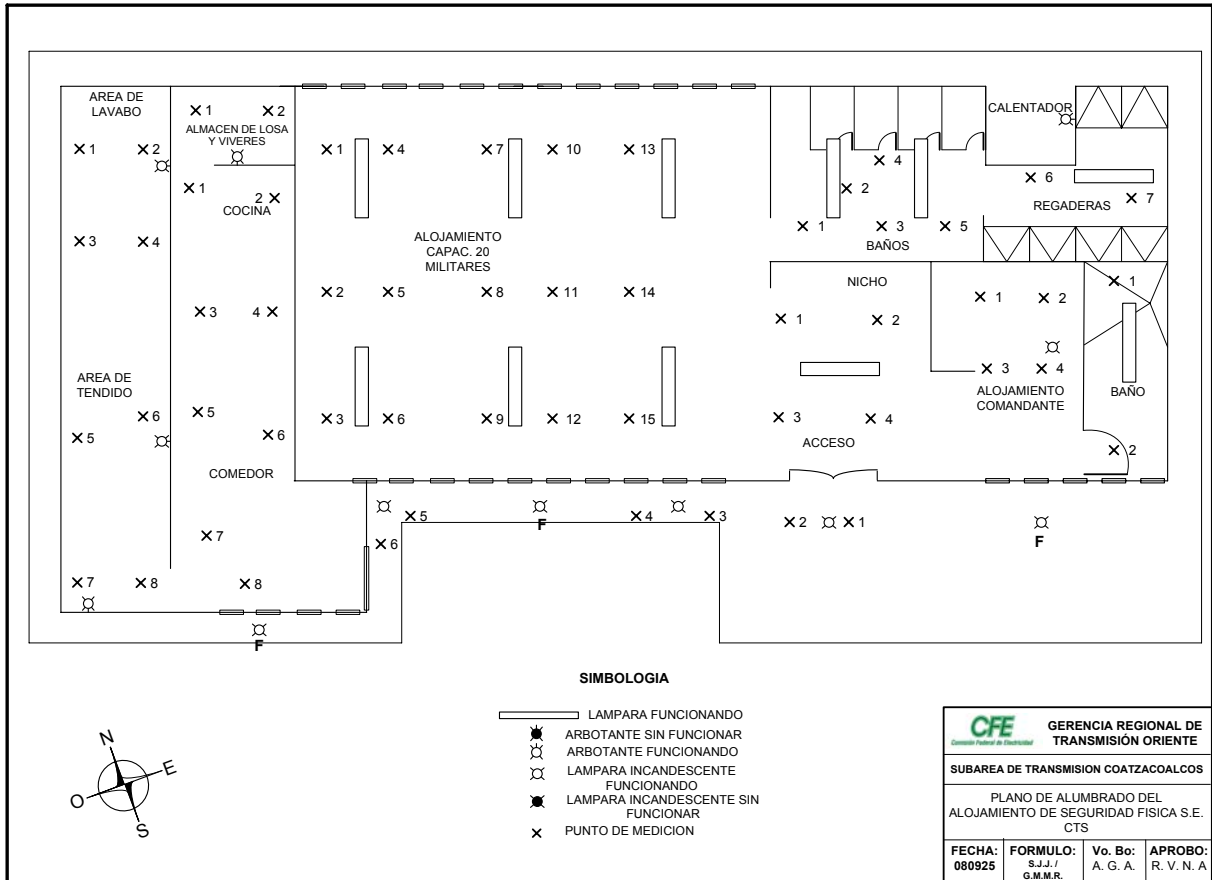 AREA DE
LAVABO
1
2
3
4
AREA DE
TENDIDO
5
6
7
8
1
2
ALMACEN DE LOSA
Y VIVERES
1
2
COCINA
3
4
5
6
COMEDOR
7
8
F
1
4
7
10
13
ALOJAMIENTO
CAPAC. 20
MILITARES
2
5
8
11
14
3
6
9
12
15
4
2
1
3
5
BAÑOS
CALENTADOR
6
7
REGADERAS
NICHO
1
2
3
4
ACCESO
1
2
3
4
ALOJAMIENTO
COMANDANTE
1
BAÑO
2
5
F
4
3
2
1
6
F
SIMBOLOGIA
LAMPARA FUNCIONANDO
ARBOTANTE SIN FUNCIONAR
ARBOTANTE FUNCIONANDO
LAMPARA INCANDESCENTE
FUNCIONANDO
LAMPARA INCANDESCENTE SIN
FUNCIONAR
PUNTO DE MEDICION
N
E
O
S
CFE
Comisión Federal de Electricidad
GERENCIA REGIONAL DE
TRANSMISIÓN ORIENTE
SUBAREA DE TRANSMISION COATZACOALCOS
PLANO DE ALUMBRADO DEL
ALOJAMIENTO DE SEGURIDAD FISICA S.E.
CTS
FECHA:
080925
FORMULO:
S.J.J. /
G.M.M.R.
Vo. Bo:
A. G. A.
APROBO:
R. V. N. A